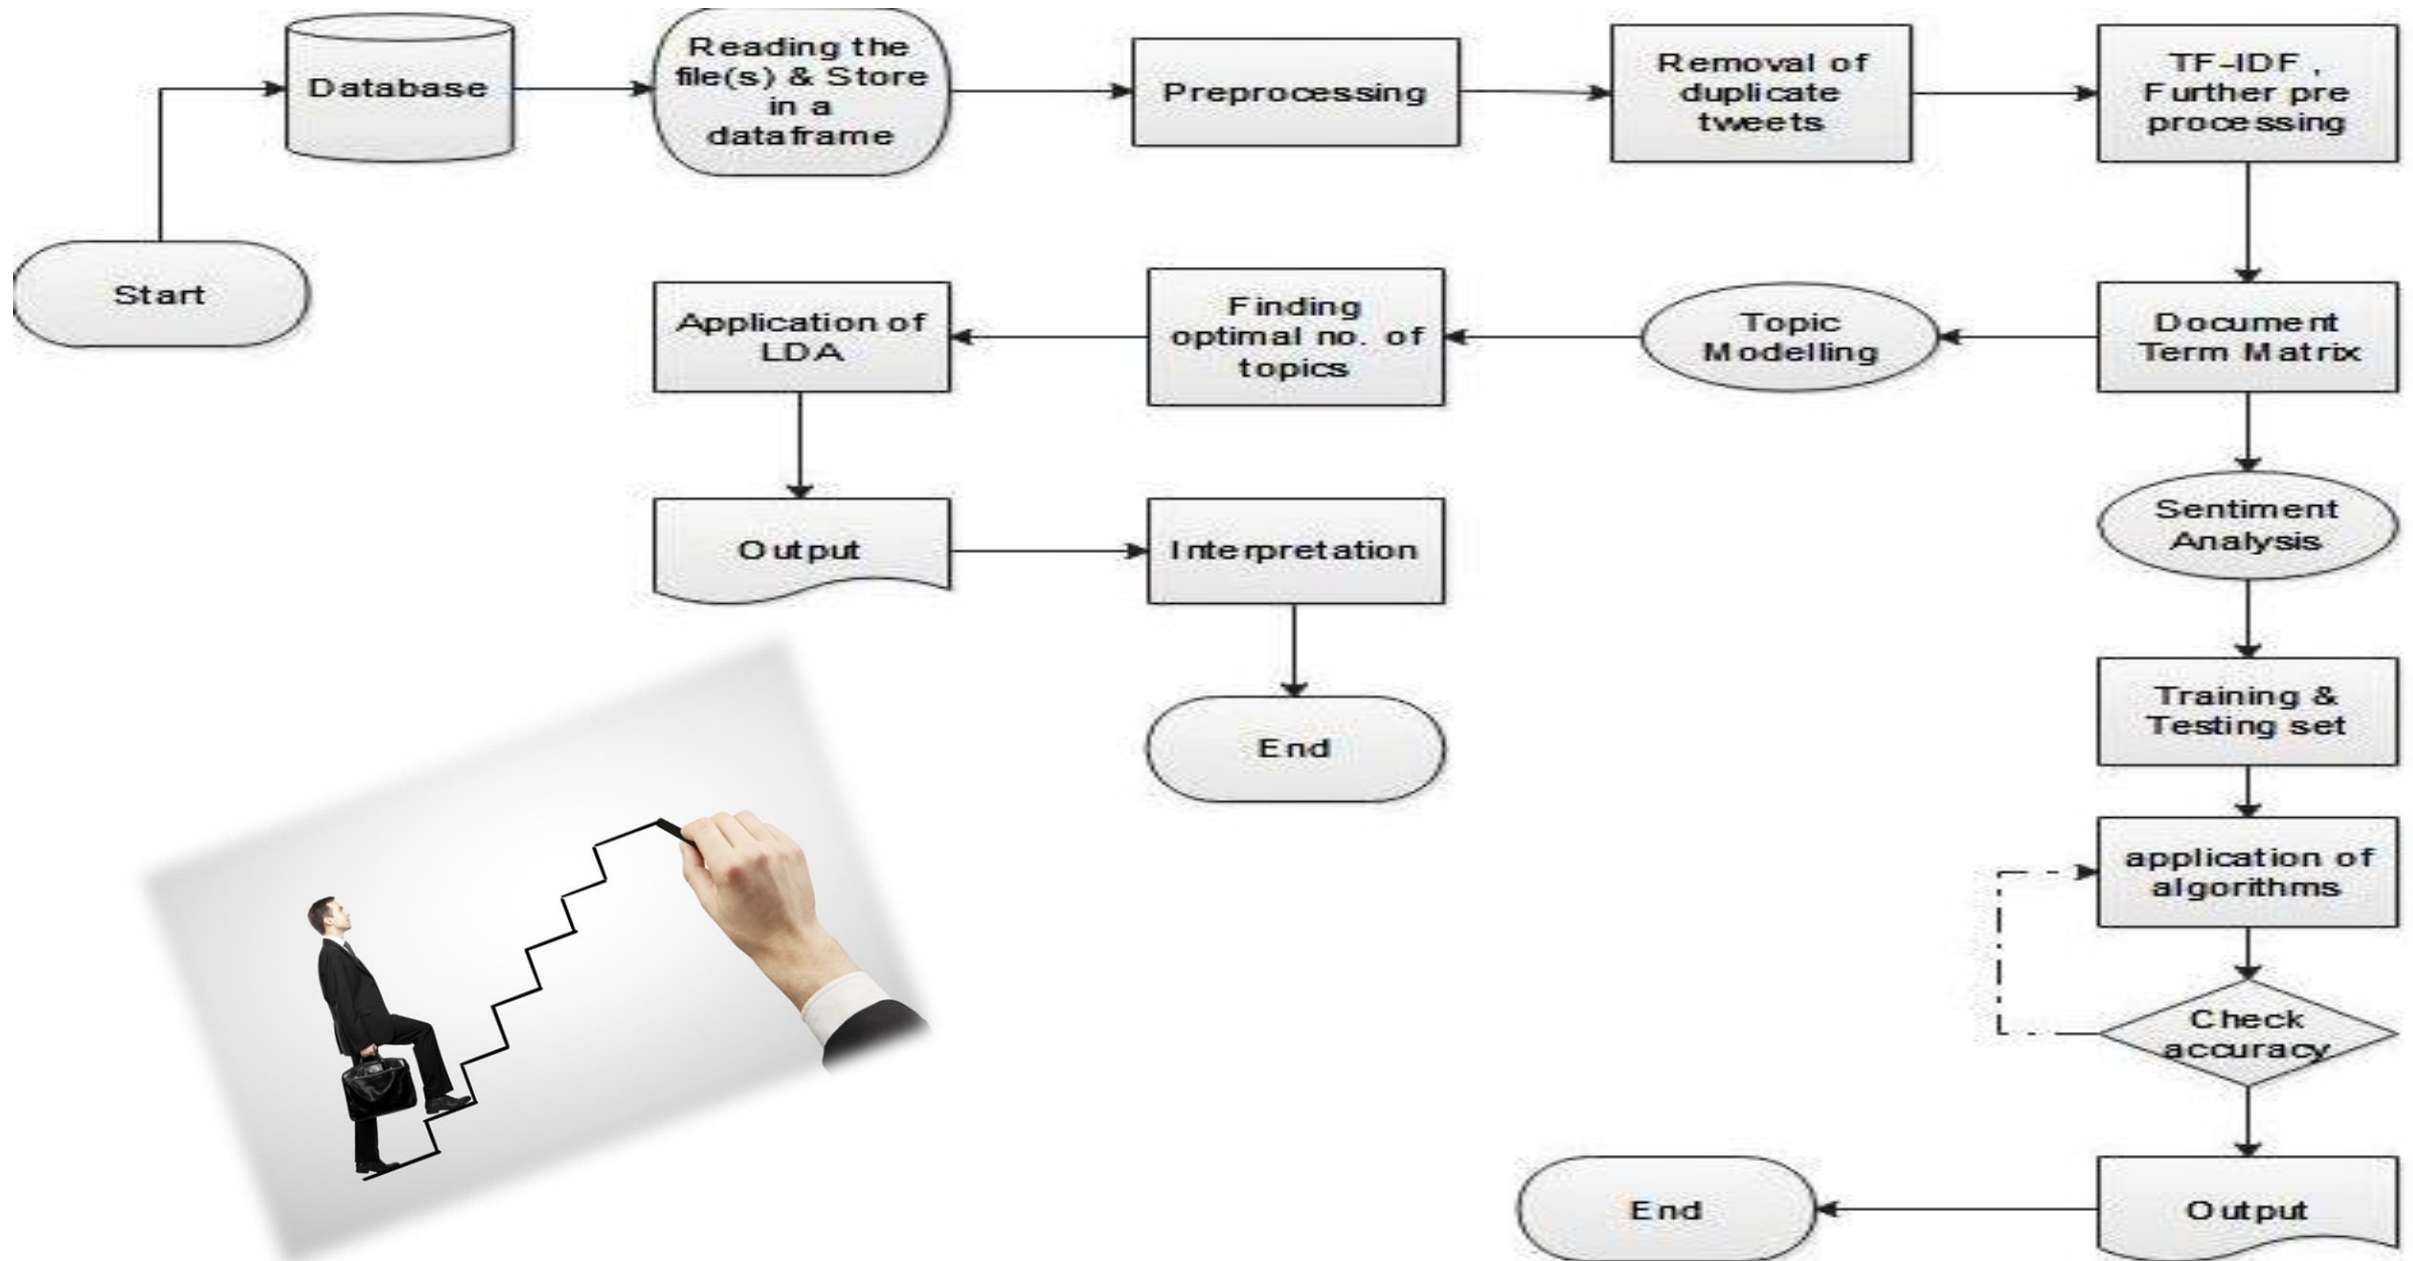 Database
Reading the
file(s) & Store
in a
dataframe
Preprocessing
Removal of
duplicate
tweets
TF-IDF ,
Further pre
processing
Start
Application of
LDA
Finding
optimal no. of
topics
Topic
Modelling
Document
Term Matrix
Output
Interpretation
Sentiment
Analysis
End
Training &
Testing set
application of
algorithms
Check
accuracy
End
Output